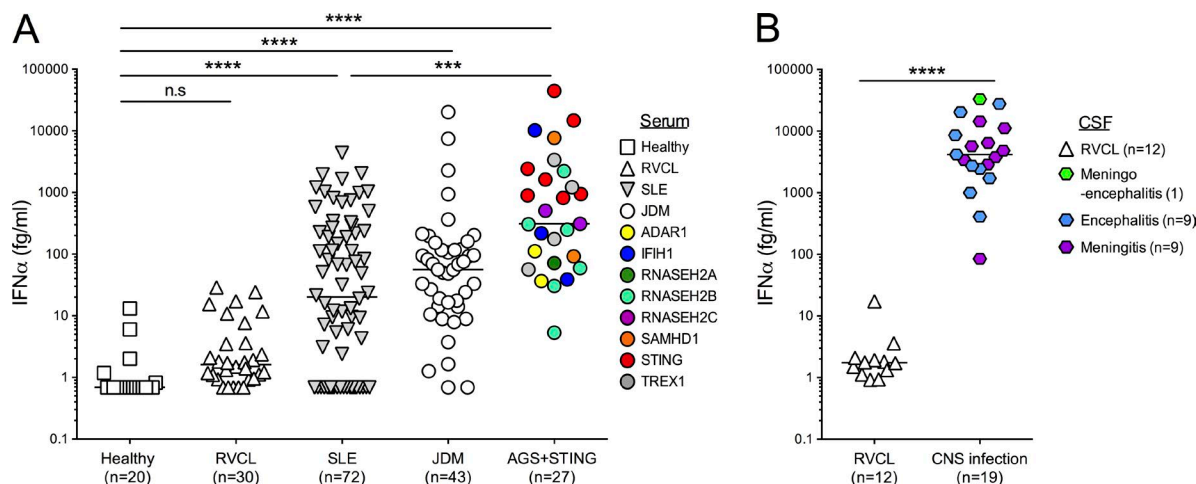 A
****
****
****
***
n.s
IFNα (fg/ml)
100000
10000
1000
100
10
1
0.1
Healthy
(n=20)
RVCL
(n=30)
SLE
(n=72)
JDM
(n=43)
AGS+STING
(n=27)
Serum
Healthy
RVCL
SLE
JDM
ADAR1
IFIH1
RNASEH2A
RNASEH2B
RNASEH2C
SAMHD1
STING
TREX1
B
****
IFNα (fg/ml)
100000
10000
1000
100
10
1
0.1
RVCL
(n=12)
CNS infection
(n=19)
CSF
RVCL (n=12)
Meningo
-encephalitis (1)
Encephalitis (n=9)
Meningitis (n=9)